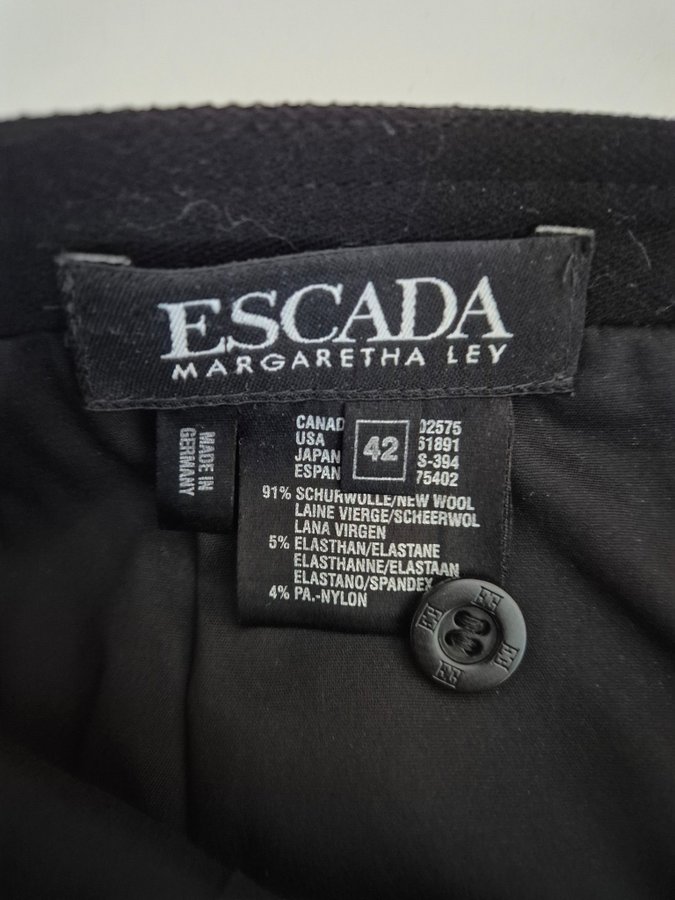 ESCADA
MARGARETHA LEY
MADE IN
GERMANY
42
CANAD 02575
USA 61891
JAPAN S-394
ESPAN 75402
91% SCHURWOLLE/NEW WOOL
LAINE VIERGE/SCHEERWOL
LANA VIRGEN
5% ELASTHAN/ELASTANE
ELASTHANNE/ELASTAAN
ELASTANO/SPANDEX
4% PA.-NYLON